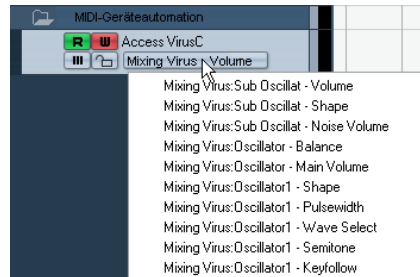 MIDI-Geräteautomation
R W Access VirusC
Mixing Virus - Volume
Mixing Virus:Sub Oscillat - Volume
Mixing Virus:Sub Oscillat - Shape
Mixing Virus:Sub Oscillat - Noise Volume
Mixing Virus:Oscillator - Balance
Mixing Virus:Oscillator - Main Volume
Mixing Virus:Oscillator1 - Shape
Mixing Virus:Oscillator1 - Pulsewidth
Mixing Virus:Oscillator1 - Wave Select
Mixing Virus:Oscillator1 - Semitone
Mixing Virus:Oscillator1 - Keyfollow